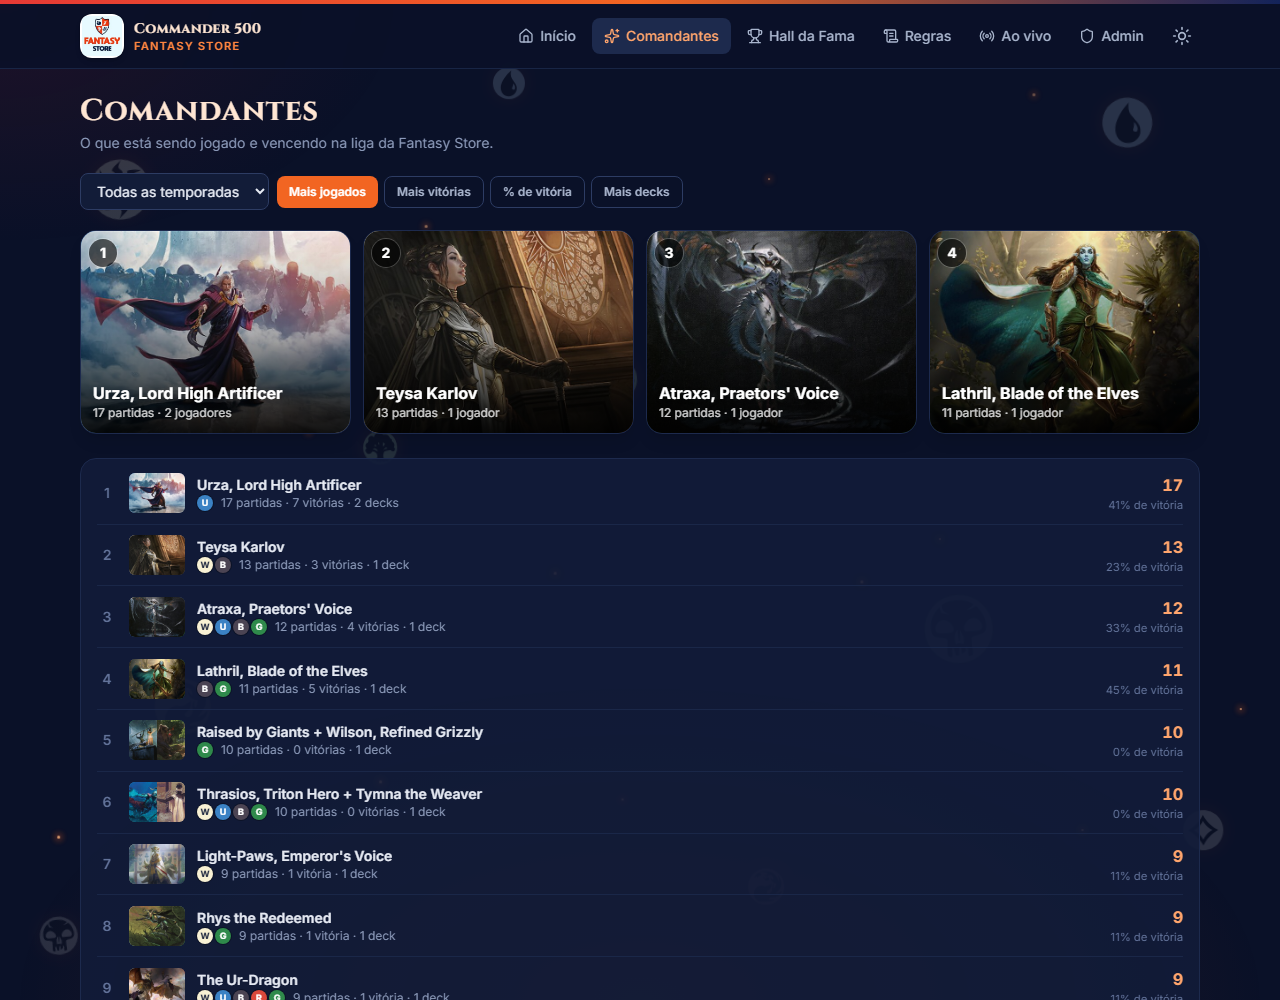 FANTASY
STORE
Commander 500
FANTASY STORE
Início
Comandantes
Hall da Fama
Regras
Ao vivo
Admin
Comandantes
O que está sendo jogado e vencendo na liga da Fantasy Store.
Todas as temporadas
Mais jogados
Mais vitórias
% de vitória
Mais decks
1
Urza, Lord High Artificer
17 partidas · 2 jogadores
2
Teysa Karlov
13 partidas · 1 jogador
3
Atraxa, Praetors' Voice
12 partidas · 1 jogador
4
Lathril, Blade of the Elves
11 partidas · 1 jogador
1
Urza, Lord High Artificer
U 17 partidas · 7 vitórias · 2 decks
17
41% de vitória
2
Teysa Karlov
W B 13 partidas · 3 vitórias · 1 deck
13
23% de vitória
3
Atraxa, Praetors' Voice
W U B G 12 partidas · 4 vitórias · 1 deck
12
33% de vitória
4
Lathril, Blade of the Elves
B G 11 partidas · 5 vitórias · 1 deck
11
45% de vitória
5
Raised by Giants + Wilson, Refined Grizzly
G 10 partidas · 0 vitórias · 1 deck
10
0% de vitória
6
Thrasios, Triton Hero + Tymna the Weaver
W U B G 10 partidas · 0 vitórias · 1 deck
10
0% de vitória
7
Light-Paws, Emperor's Voice
W 9 partidas · 1 vitória · 1 deck
9
11% de vitória
8
Rhys the Redeemed
W G 9 partidas · 1 vitória · 1 deck
9
11% de vitória
9
The Ur-Dragon
W U B R G 9 partidas · 1 vitória · 1 deck
9
11% de vitória